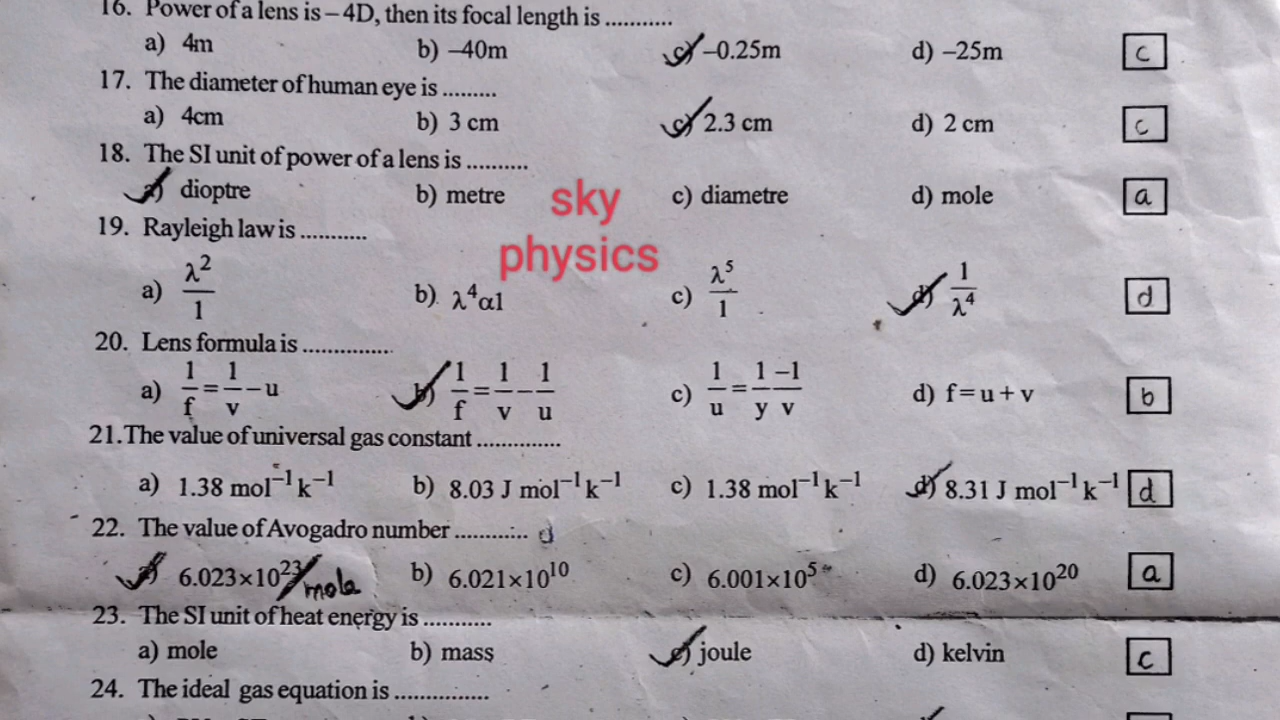 16. Power of a lens is – 4D, then its focal length is ...........
a) 4m b) –40m c) –0.25m d) –25m c
17. The diameter of human eye is .........
a) 4cm b) 3 cm c) 2.3 cm d) 2 cm c
18. The SI unit of power of a lens is ..........
a) dioptre b) metre c) diametre d) mole a
sky
physics
19. Rayleigh law is ...........
a) λ²/1 b) λ⁴α1 c) λ⁵/1 d) 1/λ⁴ d
20. Lens formula is ..............
a) 1/f = 1/v – u b) 1/f = 1/v – 1/u c) 1/u = 1/y –1/v d) f = u + v b
21. The value of universal gas constant ..............
a) 1.38 mol⁻¹k⁻¹ b) 8.03 J mol⁻¹k⁻¹ c) 1.38 mol⁻¹k⁻¹ d) 8.31 J mol⁻¹k⁻¹ d
22. The value of Avogadro number ............ d
a) 6.023×10²³/mole b) 6.021×10¹⁰ c) 6.001×10⁵ d) 6.023×10²⁰ a
23. The SI unit of heat energy is ............
a) mole b) mass c) joule d) kelvin c
24. The ideal gas equation is ................